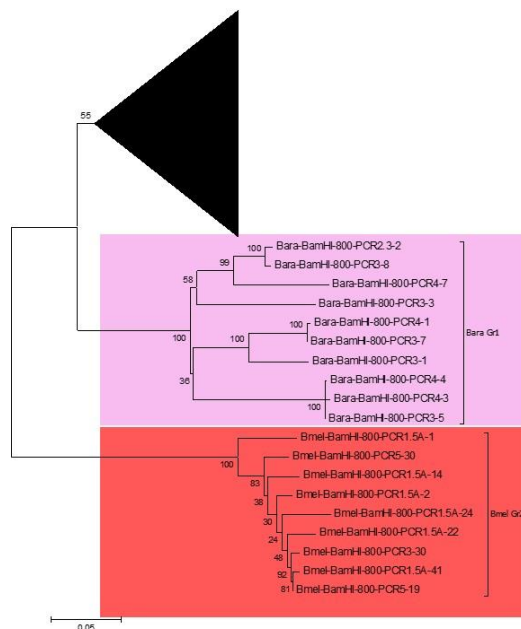 55
100 Bara-BamHI-800-PCR2.3-2
Bara-BamHI-800-PCR3-8
99
Bara-BamHI-800-PCR4-7
58
Bara-BamHI-800-PCR3-3
100 Bara-BamHI-800-PCR4-1
Bara-BamHI-800-PCR3-7
100
Bara-BamHI-800-PCR3-1
36
Bara-BamHI-800-PCR4-4
Bara-BamHI-800-PCR4-3
100 Bara-BamHI-800-PCR3-5
Bara Gr1
Bmel-BamHI-800-PCR1.5A-1
100
Bmel-BamHI-800-PCR5-30
83
Bmel-BamHI-800-PCR1.5A-14
38
Bmel-BamHI-800-PCR1.5A-2
30
Bmel-BamHI-800-PCR1.5A-24
24
Bmel-BamHI-800-PCR1.5A-22
48
Bmel-BamHI-800-PCR3-30
92
Bmel-BamHI-800-PCR1.5A-41
81 Bmel-BamHI-800-PCR5-19
Bmel Gr2
0.05